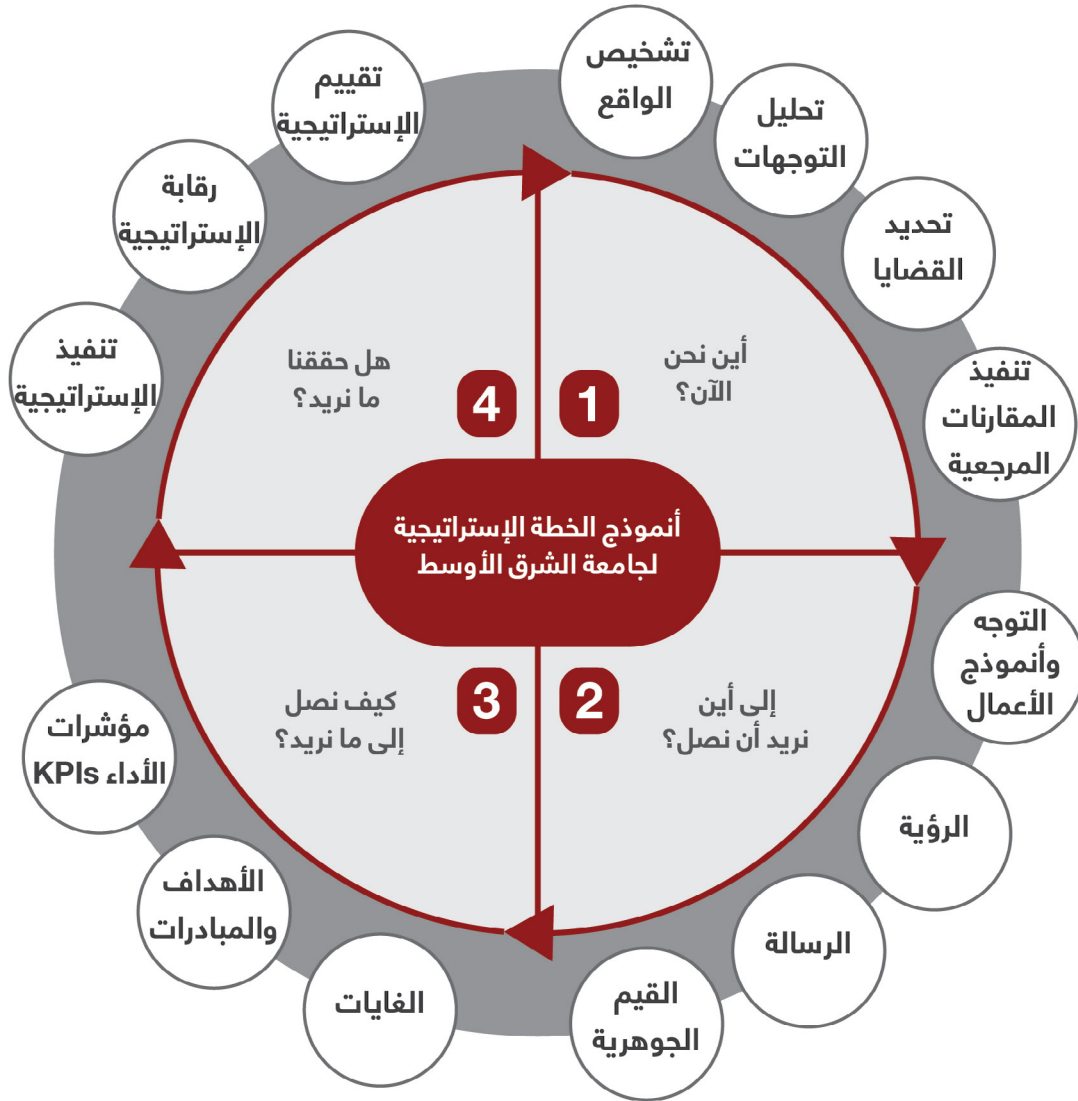 أنموذج الخطة الإستراتيجية
لجامعة الشرق الأوسط
1
أين نحن
الآن؟
تشخيص
الواقع
تحليل
التوجهات
تحديد
القضايا
تنفيذ
المقارنات
المرجعية
2
إلى أين
نريد أن نصل؟
التوجه
وأنموذج
الأعمال
الرؤية
الرسالة
القيم
الجوهرية
3
كيف نصل
إلى ما نريد؟
الغايات
الأهداف
والمبادرات
مؤشرات
الأداء KPIs
4
هل حققنا
ما نريد؟
تنفيذ
الإستراتيجية
رقابة
الإستراتيجية
تقييم
الإستراتيجية